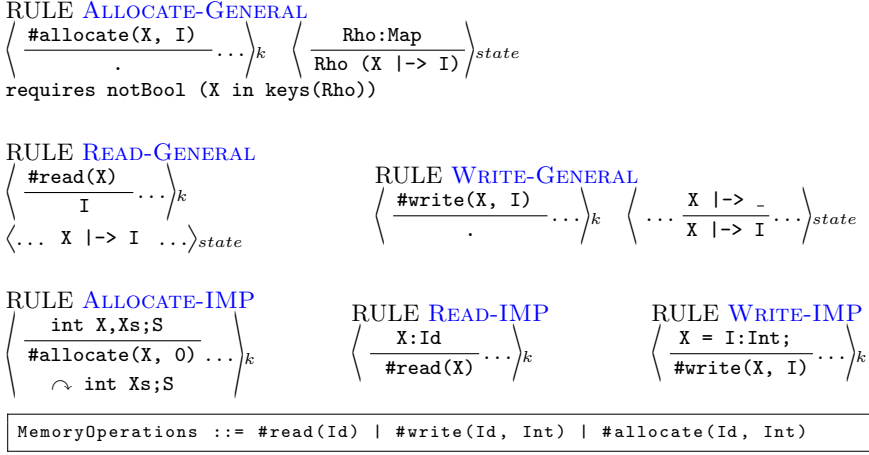 RULE ALLOCATE-GENERAL
⟨ #allocate(X, I) ... ⟩k ⟨ Rho:Map ⟩state
. Rho (X |-> I)
requires notBool (X in keys(Rho))
RULE READ-GENERAL
⟨ #read(X) ... ⟩k
I
⟨... X |-> I ...⟩state
RULE WRITE-GENERAL
⟨ #write(X, I) ... ⟩k ⟨ ... X |-> _ ... ⟩state
. X |-> I
RULE ALLOCATE-IMP
⟨ int X,Xs;S
#allocate(X, 0) ... ⟩k
↷ int Xs;S
RULE READ-IMP
⟨ X:Id ... ⟩k
#read(X)
RULE WRITE-IMP
⟨ X = I:Int; ... ⟩k
#write(X, I)
MemoryOperations ::= #read(Id) | #write(Id, Int) | #allocate(Id, Int)